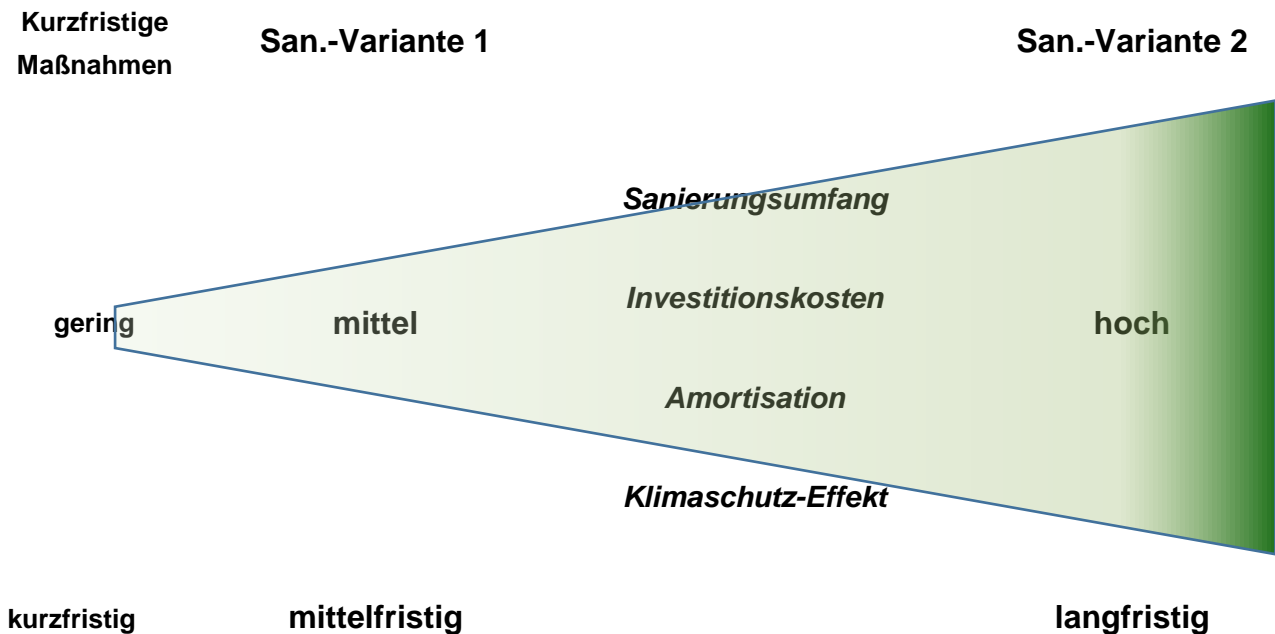 Kurzfristige
Maßnahmen
San.-Variante 1
San.-Variante 2
Sanierungsumfang
Investitionskosten
gering
mittel
hoch
Amortisation
Klimaschutz-Effekt
kurzfristig
mittelfristig
langfristig